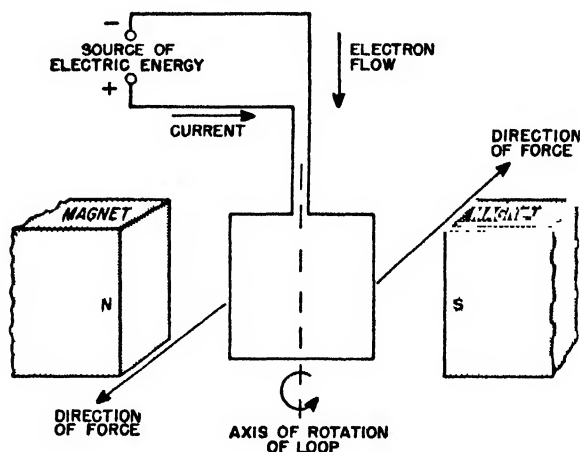 −
SOURCE OF
ELECTRIC ENERGY
+
CURRENT
ELECTRON
FLOW
DIRECTION
OF FORCE
MAGNET
MAGNET
N
S
DIRECTION
OF FORCE
AXIS OF ROTATION
OF LOOP